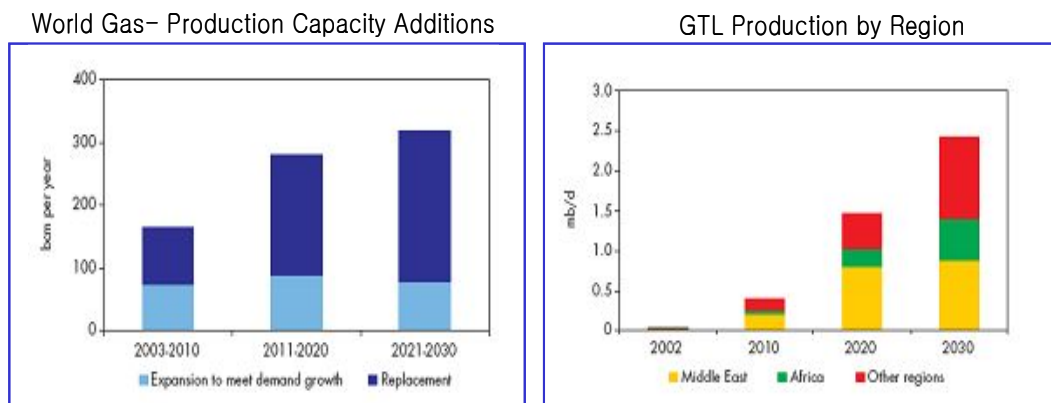 World Gas- Production Capacity Additions
400
300
200
100
0
bcm per year
2003-2010 2011-2020 2021-2030
Expansion to meet demand growth Replacement
GTL Production by Region
3.0
2.5
2.0
1.5
1.0
0.5
0
mb/d
2002 2010 2020 2030
Middle East Africa Other regions